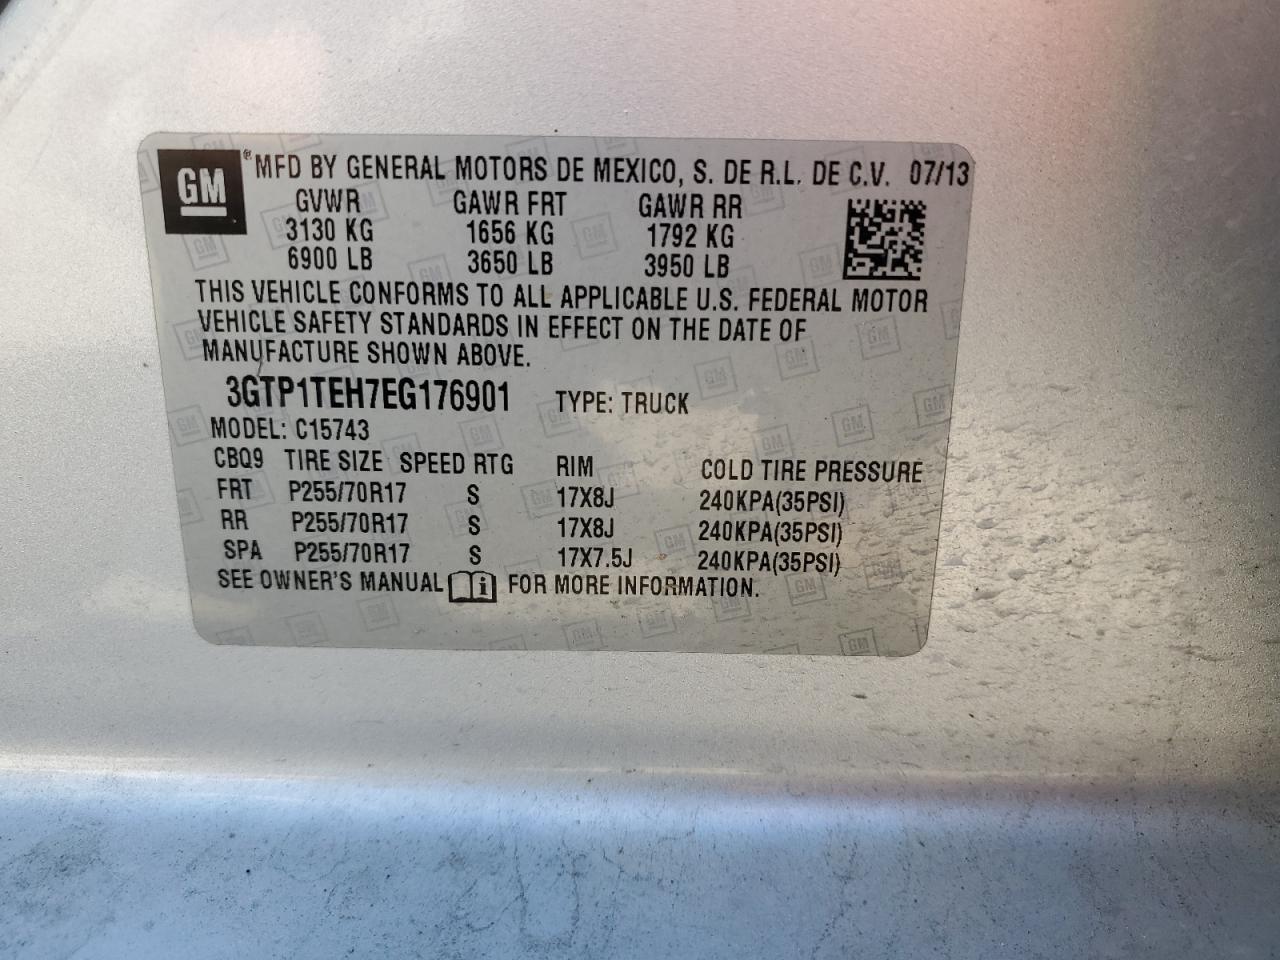 GM ® MFD BY GENERAL MOTORS DE MEXICO, S. DE R.L. DE C.V. 07/13
GVWR GAWR FRT GAWR RR
3130 KG 1656 KG 1792 KG
6900 LB 3650 LB 3950 LB
THIS VEHICLE CONFORMS TO ALL APPLICABLE U.S. FEDERAL MOTOR
VEHICLE SAFETY STANDARDS IN EFFECT ON THE DATE OF
MANUFACTURE SHOWN ABOVE.
3GTP1TEH7EG176901 TYPE: TRUCK
MODEL: C15743
CBQ9 TIRE SIZE SPEED RTG RIM COLD TIRE PRESSURE
FRT P255/70R17 S 17X8J 240KPA(35PSI)
RR P255/70R17 S 17X8J 240KPA(35PSI)
SPA P255/70R17 S 17X7.5J 240KPA(35PSI)
SEE OWNER'S MANUAL FOR MORE INFORMATION.